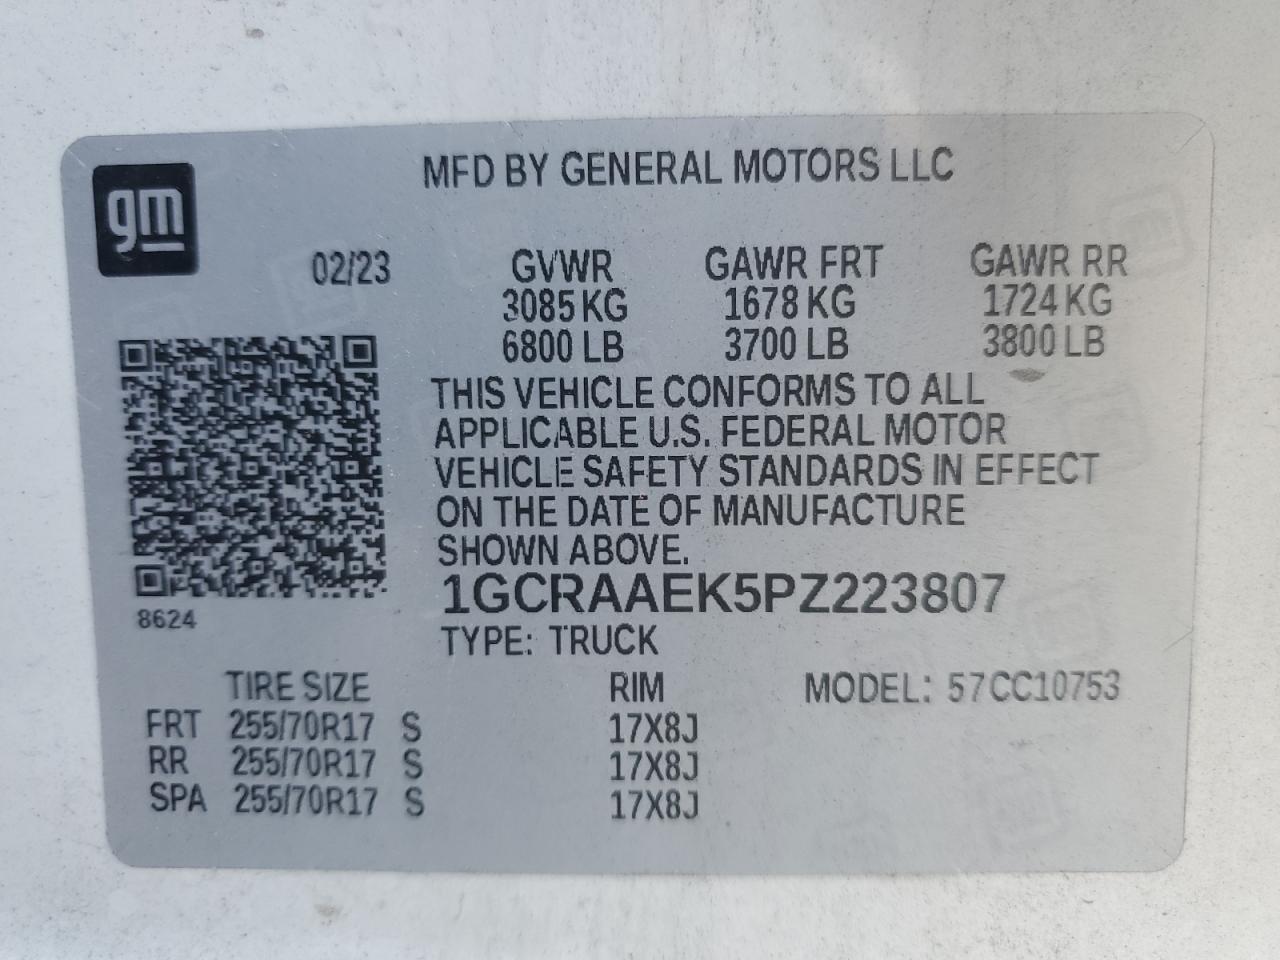 gm
MFD BY GENERAL MOTORS LLC
02/23 GVWR GAWR FRT GAWR RR
3085 KG 1678 KG 1724 KG
6800 LB 3700 LB 3800 LB
THIS VEHICLE CONFORMS TO ALL
APPLICABLE U.S. FEDERAL MOTOR
VEHICLE SAFETY STANDARDS IN EFFECT
ON THE DATE OF MANUFACTURE
SHOWN ABOVE.
1GCRAAEK5PZ223807
8624
TYPE: TRUCK
TIRE SIZE RIM MODEL: 57CC10753
FRT 255/70R17 S 17X8J
RR 255/70R17 S 17X8J
SPA 255/70R17 S 17X8J